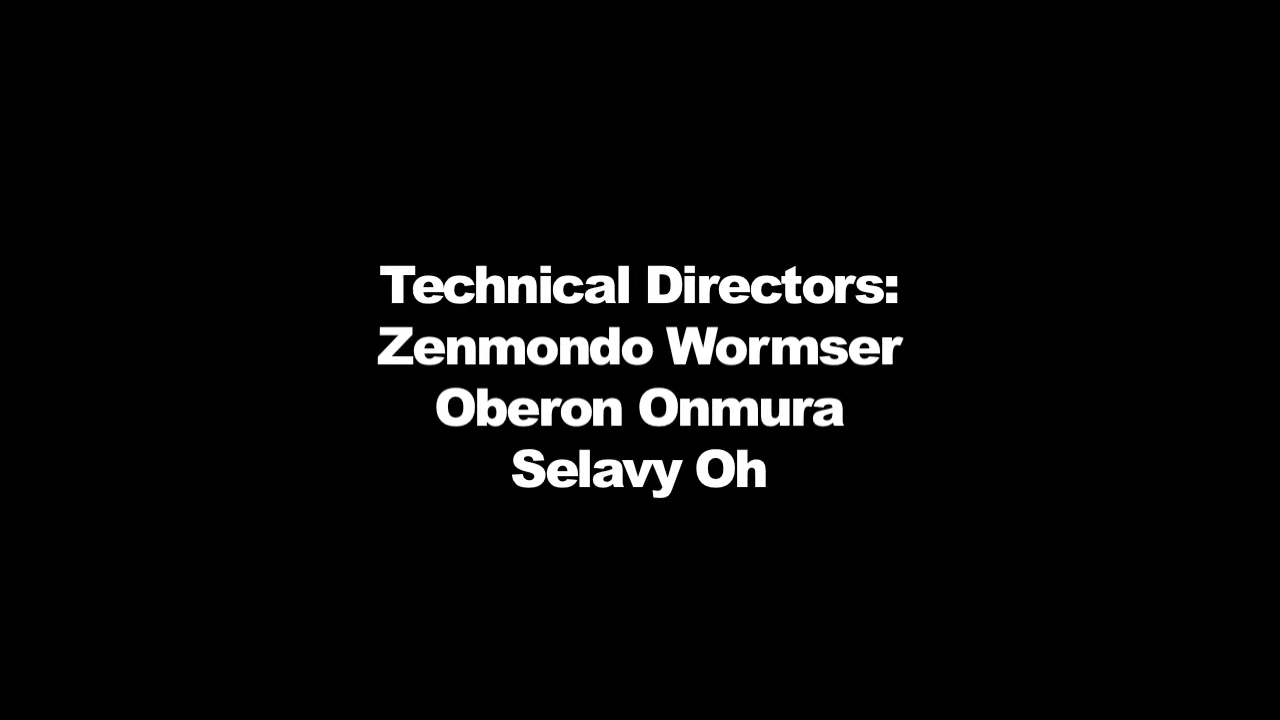 Technical Directors:
Zenmondo Wormser
Oberon Onmura
Selavy Oh